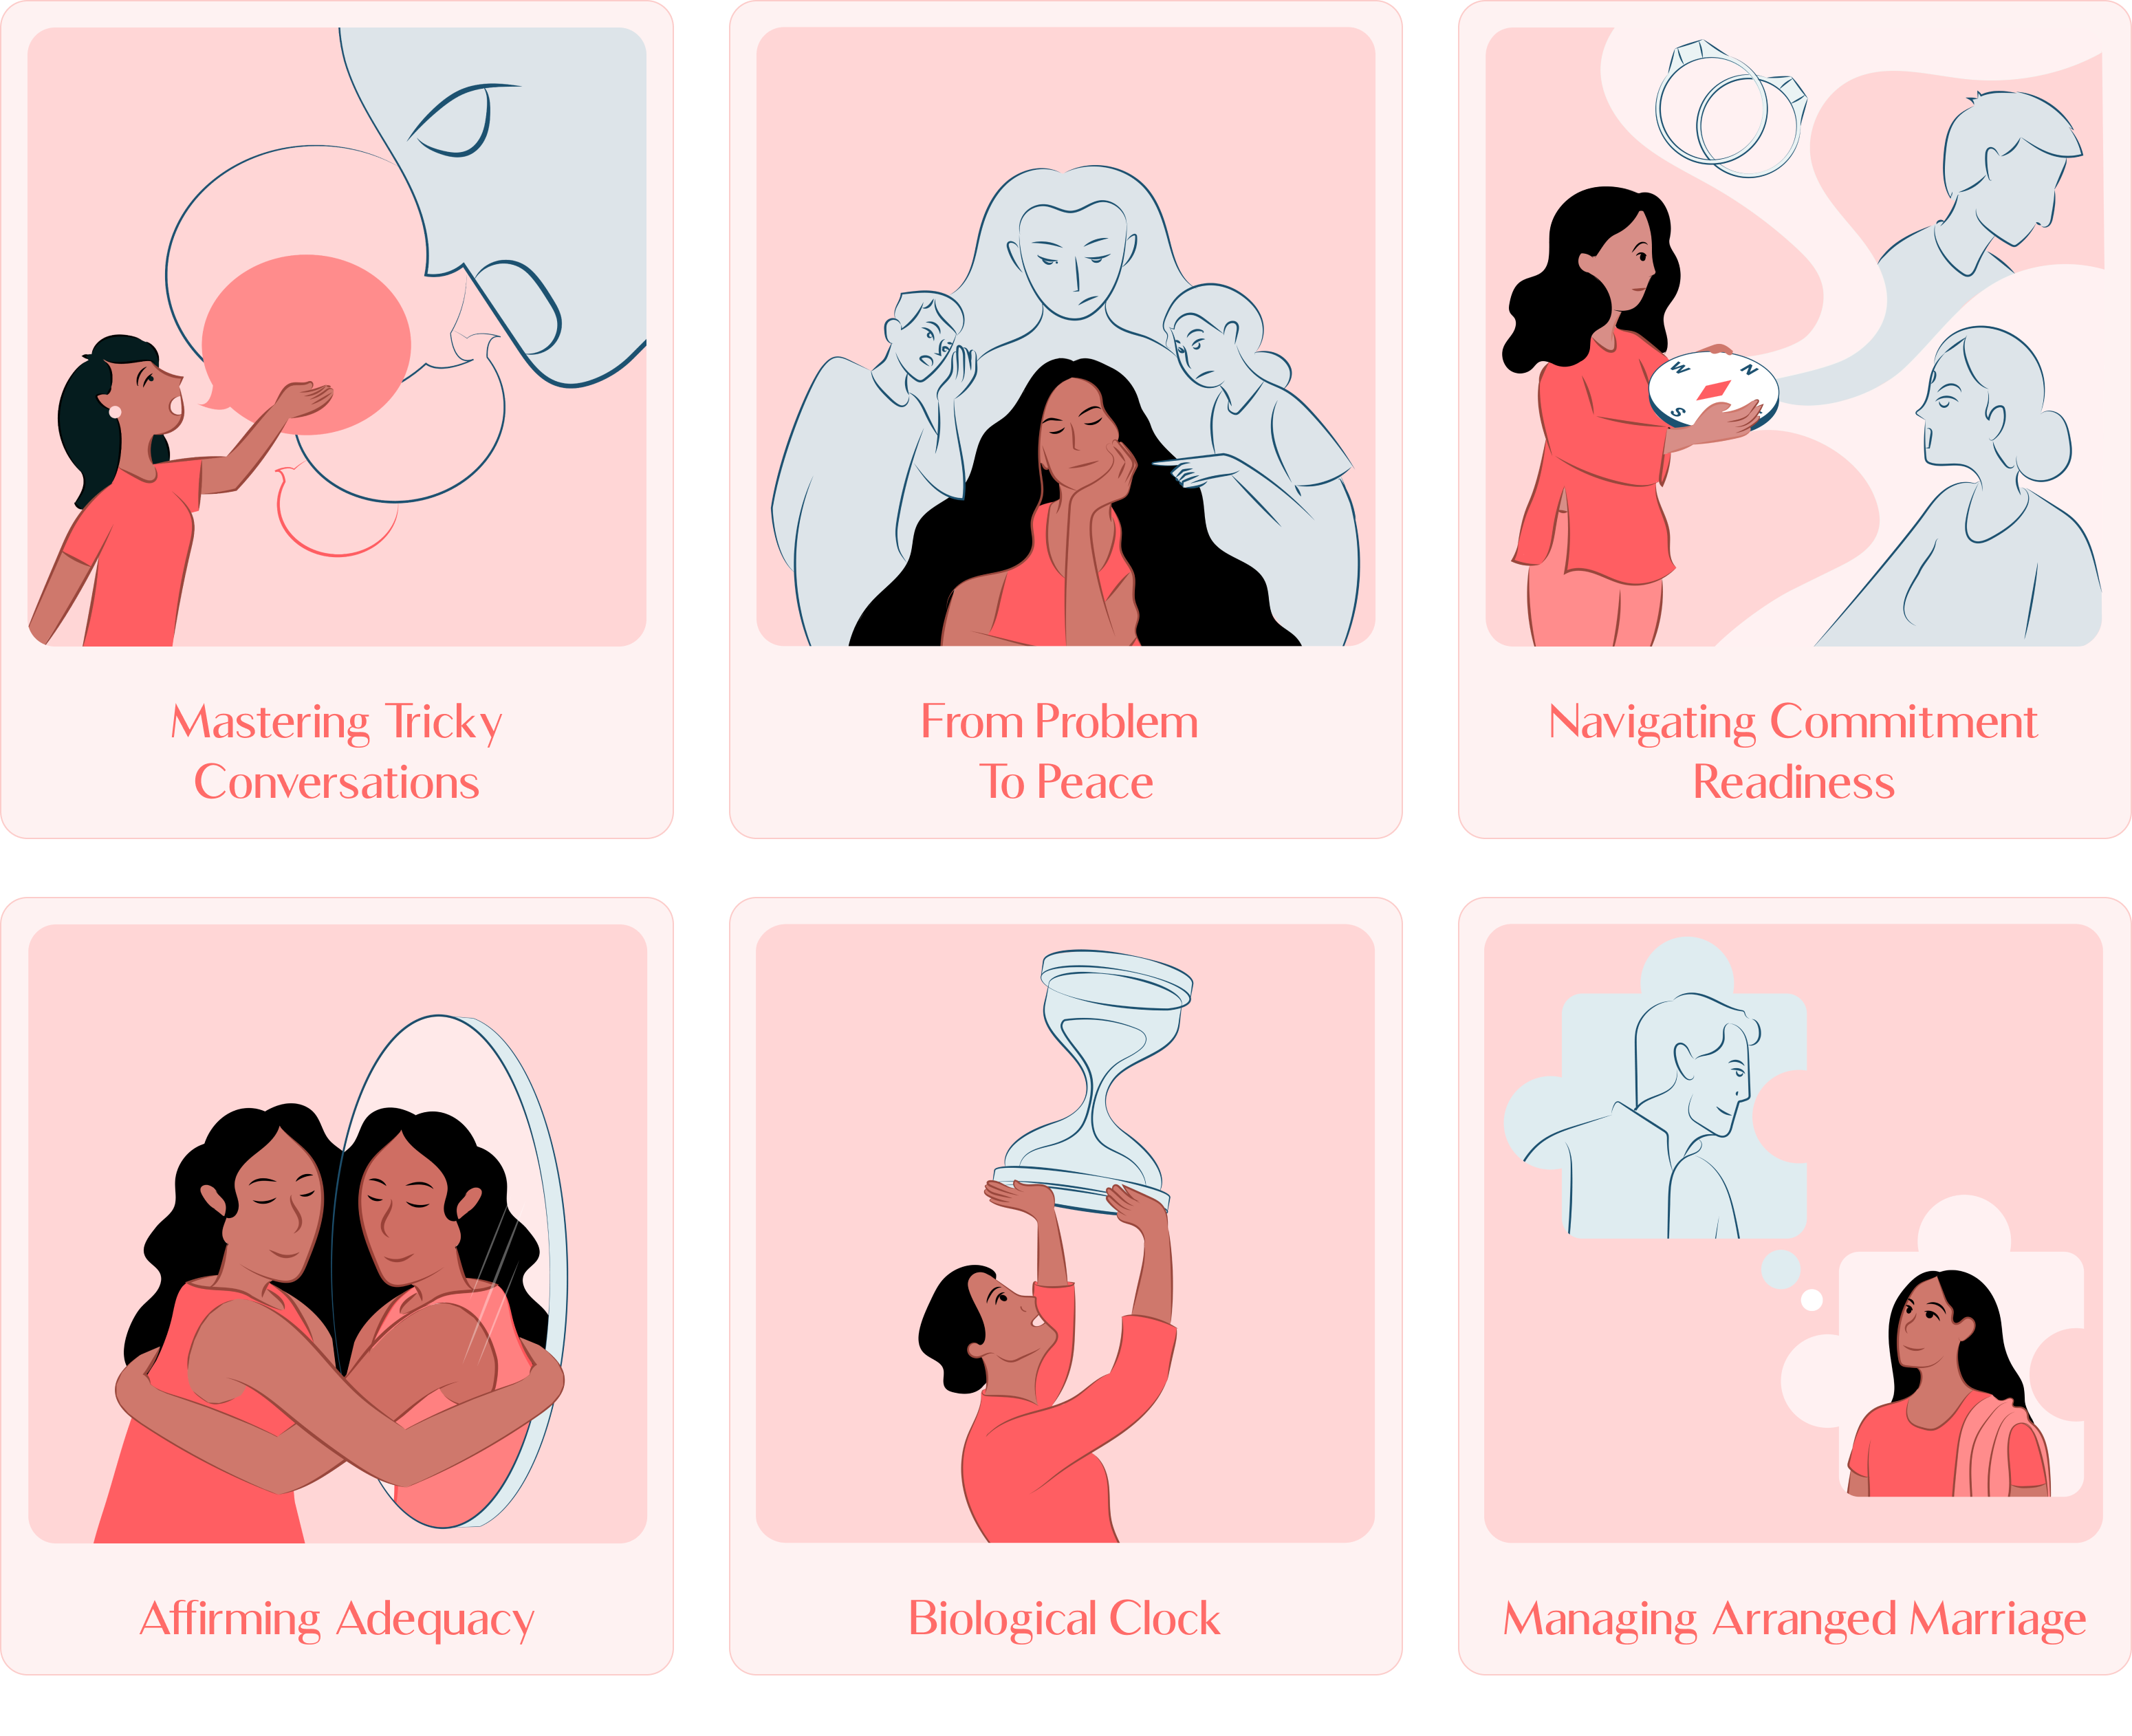 Mastering Tricky
Conversations
From Problem
To Peace
W N
S
Navigating Commitment
Readiness
Affirming Adequacy
Biological Clock
Managing Arranged Marriage